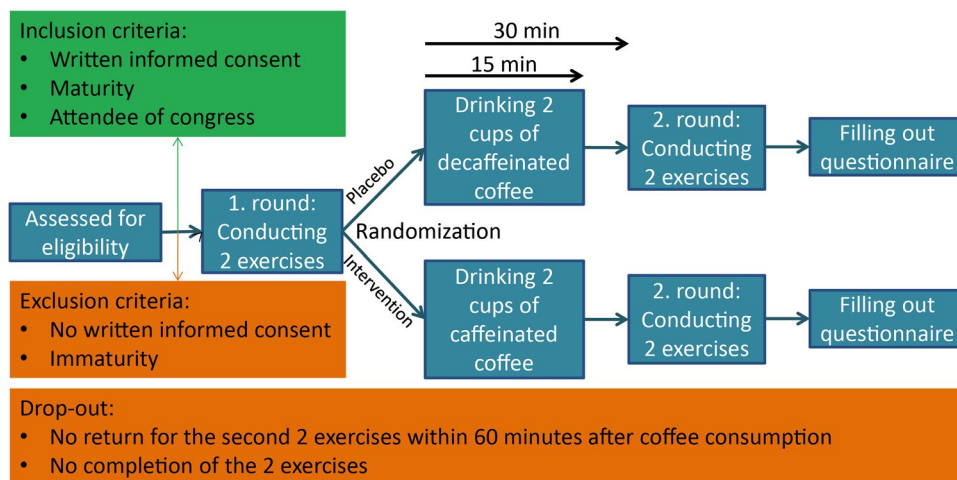 Inclusion criteria:
• Written informed consent
• Maturity
• Attendee of congress
30 min
15 min
Assessed for
eligibility
1. round:
Conducting
2 exercises
Placebo
Randomization
Intervention
Drinking 2
cups of
decaffeinated
coffee
2. round:
Conducting
2 exercises
Filling out
questionnaire
Drinking 2
cups of
caffeinated
coffee
2. round:
Conducting
2 exercises
Filling out
questionnaire
Exclusion criteria:
• No written informed consent
• Immaturity
Drop-out:
• No return for the second 2 exercises within 60 minutes after coffee consumption
• No completion of the 2 exercises